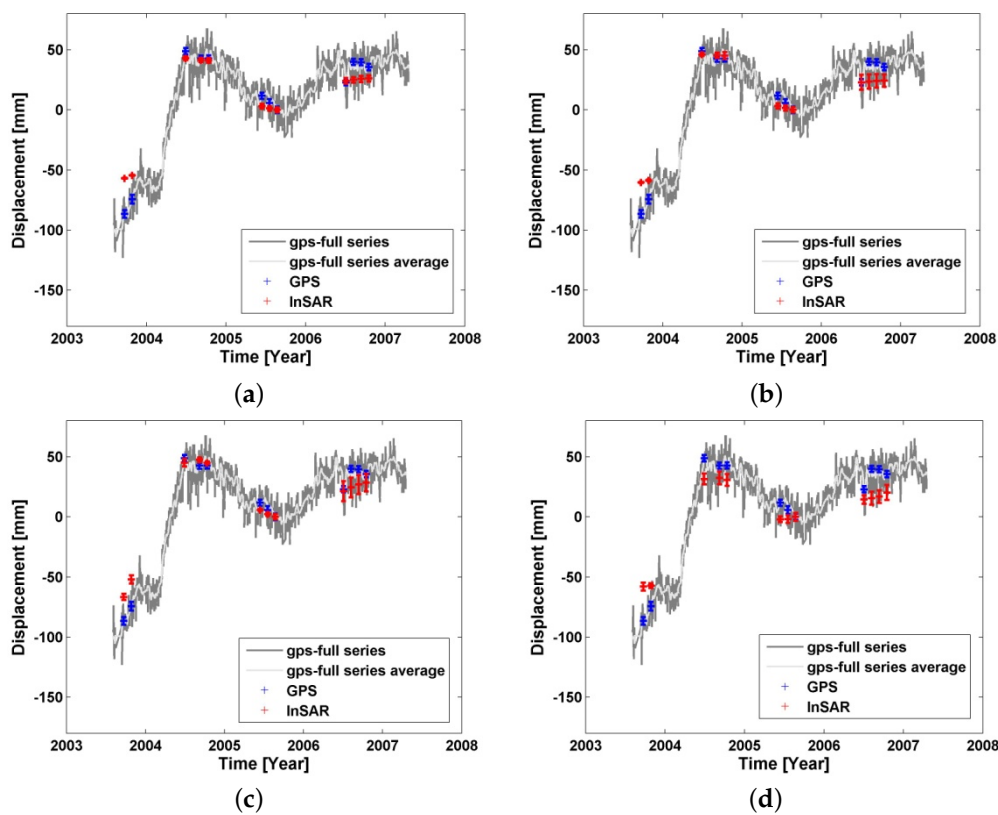 Displacement [mm]
50
0
-50
-100
-150
gps-full series
gps-full series average
GPS
InSAR
2003 2004 2005 2006 2007 2008
Time [Year]
(a)
Displacement [mm]
50
0
-50
-100
-150
gps-full series
gps-full series average
GPS
InSAR
2003 2004 2005 2006 2007 2008
Time [Year]
(b)
Displacement [mm]
50
0
-50
-100
-150
gps-full series
gps-full series average
GPS
InSAR
2003 2004 2005 2006 2007 2008
Time [Year]
(c)
Displacement [mm]
50
0
-50
-100
-150
gps-full series
gps-full series average
GPS
InSAR
2003 2004 2005 2006 2007 2008
Time [Year]
(d)